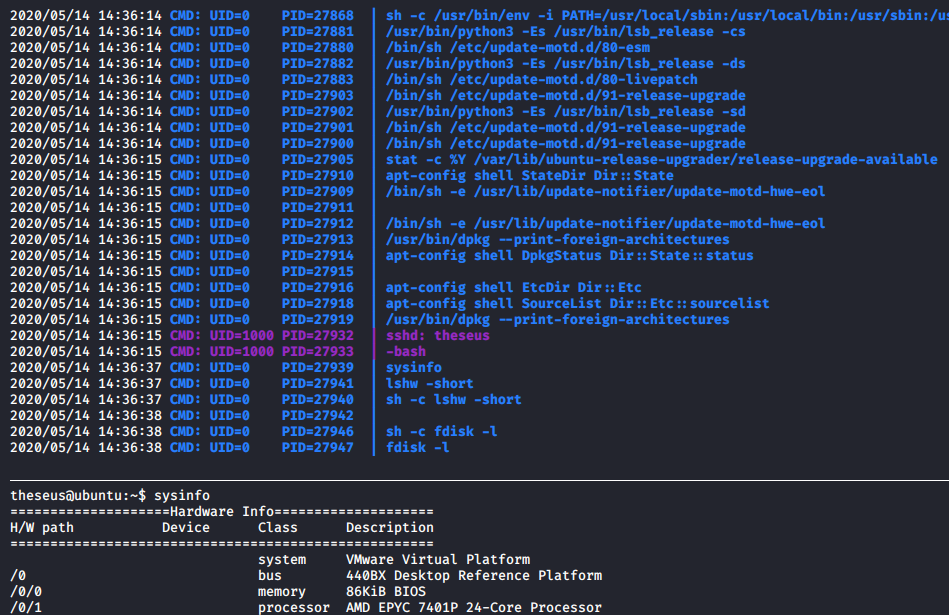 2020/05/14 14:36:14 CMD: UID=0 PID=27868 | sh -c /usr/bin/env -i PATH=/usr/local/sbin:/usr/local/bin:/usr/sbin:/us
2020/05/14 14:36:14 CMD: UID=0 PID=27881 | /usr/bin/python3 -Es /usr/bin/lsb_release -cs
2020/05/14 14:36:14 CMD: UID=0 PID=27880 | /bin/sh /etc/update-motd.d/80-esm
2020/05/14 14:36:14 CMD: UID=0 PID=27882 | /usr/bin/python3 -Es /usr/bin/lsb_release -ds
2020/05/14 14:36:14 CMD: UID=0 PID=27883 | /bin/sh /etc/update-motd.d/80-livepatch
2020/05/14 14:36:14 CMD: UID=0 PID=27903 | /bin/sh /etc/update-motd.d/91-release-upgrade
2020/05/14 14:36:14 CMD: UID=0 PID=27902 | /usr/bin/python3 -Es /usr/bin/lsb_release -sd
2020/05/14 14:36:14 CMD: UID=0 PID=27901 | /bin/sh /etc/update-motd.d/91-release-upgrade
2020/05/14 14:36:14 CMD: UID=0 PID=27900 | /bin/sh /etc/update-motd.d/91-release-upgrade
2020/05/14 14:36:15 CMD: UID=0 PID=27905 | stat -c %Y /var/lib/ubuntu-release-upgrader/release-upgrade-available
2020/05/14 14:36:15 CMD: UID=0 PID=27910 | apt-config shell StateDir Dir::State
2020/05/14 14:36:15 CMD: UID=0 PID=27909 | /bin/sh -e /usr/lib/update-notifier/update-motd-hwe-eol
2020/05/14 14:36:15 CMD: UID=0 PID=27911 |
2020/05/14 14:36:15 CMD: UID=0 PID=27912 | /bin/sh -e /usr/lib/update-notifier/update-motd-hwe-eol
2020/05/14 14:36:15 CMD: UID=0 PID=27913 | /usr/bin/dpkg --print-foreign-architectures
2020/05/14 14:36:15 CMD: UID=0 PID=27914 | apt-config shell DpkgStatus Dir::State::status
2020/05/14 14:36:15 CMD: UID=0 PID=27915 |
2020/05/14 14:36:15 CMD: UID=0 PID=27916 | apt-config shell EtcDir Dir::Etc
2020/05/14 14:36:15 CMD: UID=0 PID=27918 | apt-config shell SourceList Dir::Etc::sourcelist
2020/05/14 14:36:15 CMD: UID=0 PID=27919 | /usr/bin/dpkg --print-foreign-architectures
2020/05/14 14:36:15 CMD: UID=1000 PID=27932 | sshd: theseus
2020/05/14 14:36:15 CMD: UID=1000 PID=27933 | -bash
2020/05/14 14:36:37 CMD: UID=0 PID=27939 | sysinfo
2020/05/14 14:36:37 CMD: UID=0 PID=27941 | lshw -short
2020/05/14 14:36:37 CMD: UID=0 PID=27940 | sh -c lshw -short
2020/05/14 14:36:38 CMD: UID=0 PID=27942 |
2020/05/14 14:36:38 CMD: UID=0 PID=27946 | sh -c fdisk -l
2020/05/14 14:36:38 CMD: UID=0 PID=27947 | fdisk -l
theseus@ubuntu:~$ sysinfo
====================Hardware Info====================
H/W path Device Class Description
=====================================================
system VMware Virtual Platform
/0 bus 440BX Desktop Reference Platform
/0/0 memory 86KiB BIOS
/0/1 processor AMD EPYC 7401P 24-Core Processor